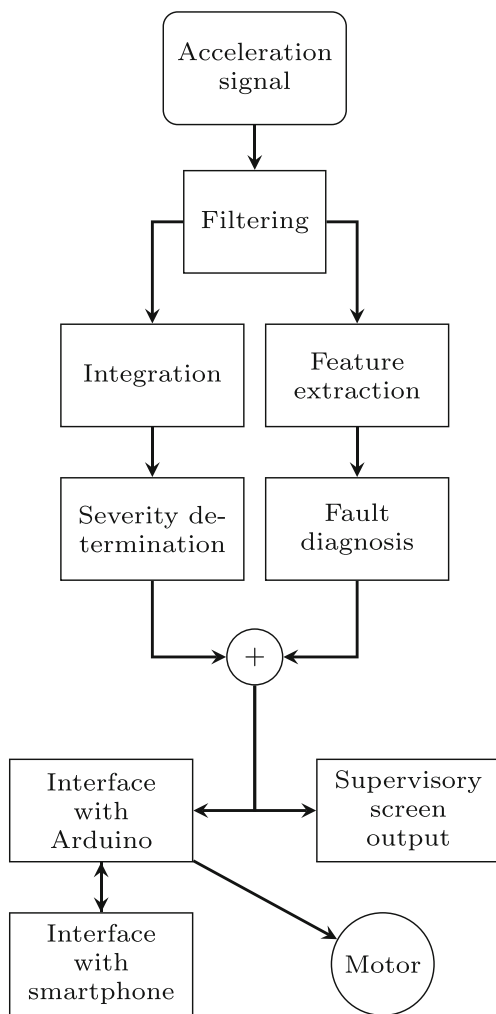 Acceleration
signal
Filtering
Integration
Feature
extraction
Severity de-
termination
Fault
diagnosis
+
Interface
with
Arduino
Supervisory
screen
output
Interface
with
smartphone
Motor